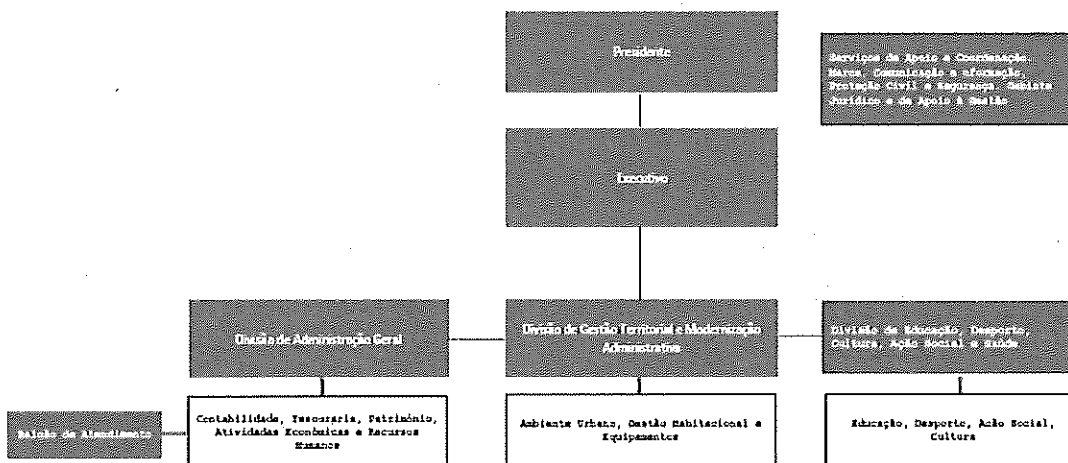 Presidente
Serviços de Apoio e Coordenação,
Marca, Comunicação e nformação,
Proteção Civil e Segurança, Gabinte
Jurídico e de Apoio à Gestão
Executivo
Divisão de Administração Geral
Divisão de Gestão Territorial e Modernização
Administrativa
Divisão de Educação, Desporto,
Cultura, Ação Social e Saúde
Balcão de Atendimento
Contabilidade, Tesouraria, Património,
Atividades Económicas e Recursos
Humanos
Ambiente Urbano, Gestão Habitacional e
Equipamentos
Educação, Desporto, Ação Social,
Cultura